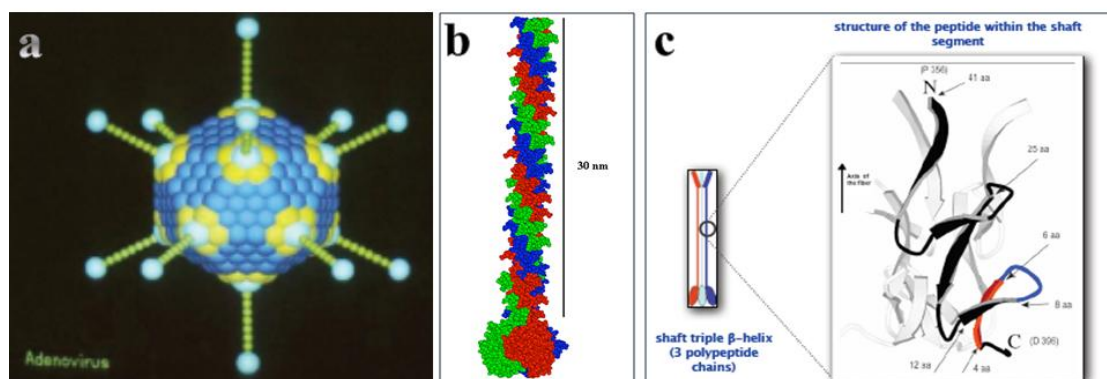 a
Adenovirus
b
30 nm
c
structure of the peptide within the shaft
segment
(P 356)
N
41 aa
25 aa
Axis of
the fiber
6 aa
8 aa
C
(D 396)
12 aa
4 aa
shaft triple β-helix
(3 polypeptide
chains)